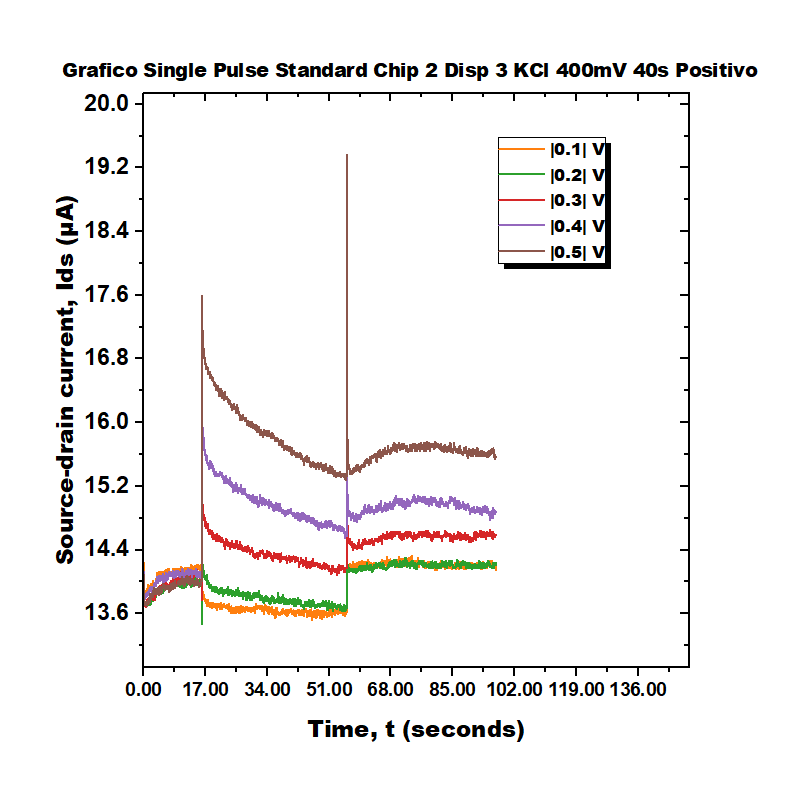 Grafico Single Pulse Standard Chip 2 Disp 3 KCl 400mV 40s Positivo
20.0
19.2
18.4
17.6
16.8
16.0
15.2
14.4
13.6
Source-drain current, Ids (µA)
|0.1| V
|0.2| V
|0.3| V
|0.4| V
|0.5| V
0.00 17.00 34.00 51.00 68.00 85.00 102.00 119.00 136.00
Time, t (seconds)